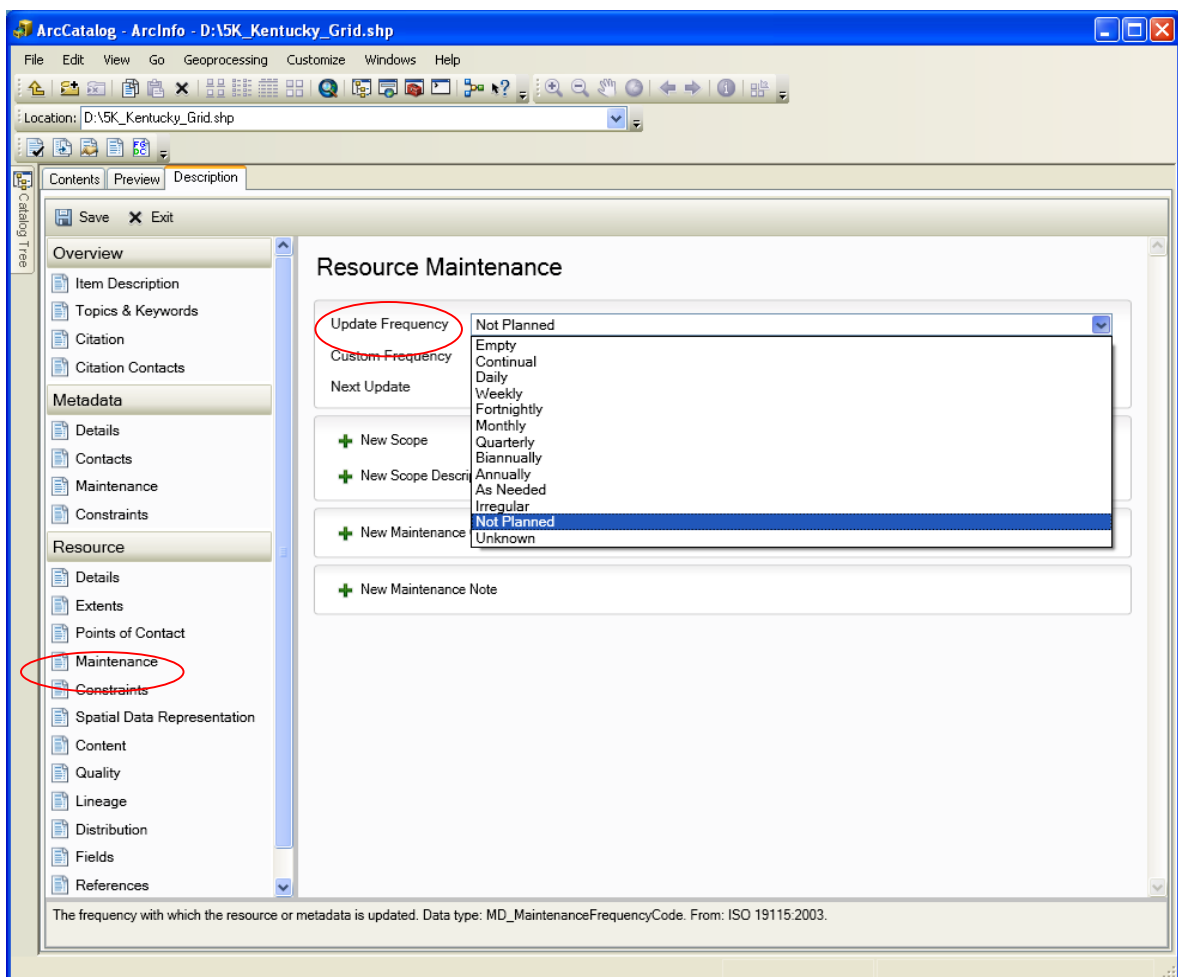 ArcCatalog - ArcInfo - D:\5K_Kentucky_Grid.shp
File Edit View Go Geoprocessing Customize Windows Help
Location: D:\5K_Kentucky_Grid.shp
Catalog Tree
Contents Preview Description
Save Exit
Overview
Item Description
Topics & Keywords
Citation
Citation Contacts
Metadata
Details
Contacts
Maintenance
Constraints
Resource
Details
Extents
Points of Contact
Maintenance
Constraints
Spatial Data Representation
Content
Quality
Lineage
Distribution
Fields
References
Resource Maintenance
Update Frequency Not Planned
Custom Frequency
Next Update
Empty
Continual
Daily
Weekly
Fortnightly
Monthly
Quarterly
Biannually
Annually
As Needed
Irregular
Not Planned
Unknown
New Scope
New Scope Descri
New Maintenance
New Maintenance Note
The frequency with which the resource or metadata is updated. Data type: MD_MaintenanceFrequencyCode. From: ISO 19115:2003.